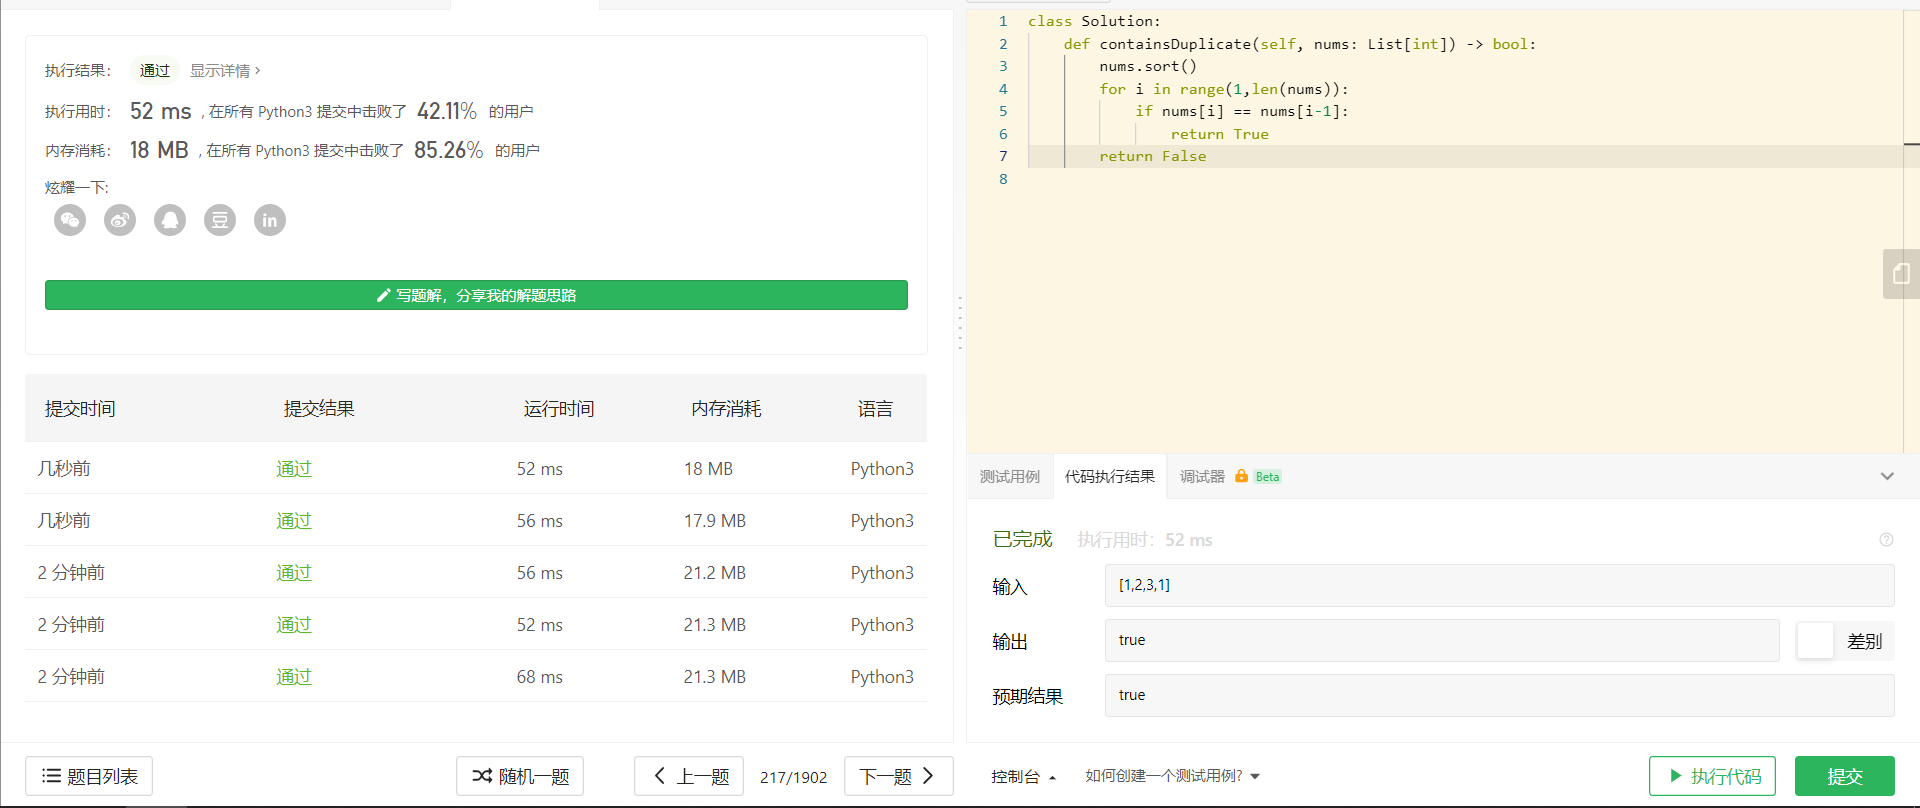 执行结果： 通过 显示详情 >
执行用时： 52 ms , 在所有 Python3 提交中击败了 42.11% 的用户
内存消耗： 18 MB , 在所有 Python3 提交中击败了 85.26% 的用户
炫耀一下:
写题解，分享我的解题思路
提交时间 提交结果 运行时间 内存消耗 语言
几秒前 通过 52 ms 18 MB Python3
几秒前 通过 56 ms 17.9 MB Python3
2 分钟前 通过 56 ms 21.2 MB Python3
2 分钟前 通过 52 ms 21.3 MB Python3
2 分钟前 通过 68 ms 21.3 MB Python3
题目列表 随机一题 上一题 217/1902 下一题
1 class Solution:
2     def containsDuplicate(self, nums: List[int]) -> bool:
3         nums.sort()
4         for i in range(1,len(nums)):
5             if nums[i] == nums[i-1]:
6                 return True
7         return False
8
测试用例 代码执行结果 调试器 Beta
已完成 执行用时： 52 ms
输入 [1,2,3,1]
输出 true 差别
预期结果 true
控制台 如何创建一个测试用例? 执行代码 提交